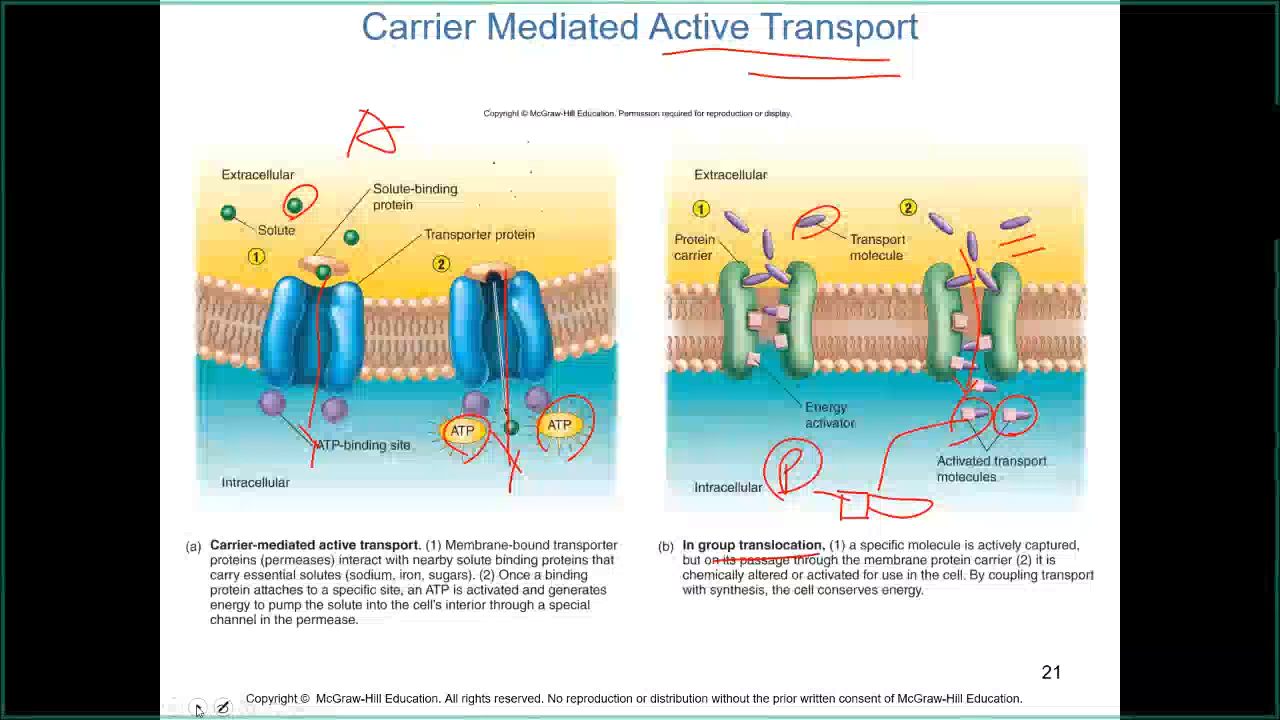 Carrier Mediated Active Transport
Copyright © McGraw-Hill Education. Permission required for reproduction or display.
A
Extracellular
Solute-binding
protein
Solute
Transporter protein
1
2
ATP
ATP
ATP-binding site
Intracellular
Extracellular
1
2
Protein
carrier
Transport
molecule
Energy
activator
Activated transport
molecules
Intracellular
P
(a) Carrier-mediated active transport. (1) Membrane-bound transporter
proteins (permeases) interact with nearby solute binding proteins that
carry essential solutes (sodium, iron, sugars). (2) Once a binding
protein attaches to a specific site, an ATP is activated and generates
energy to pump the solute into the cell's interior through a special
channel in the permease.
(b) In group translocation, (1) a specific molecule is actively captured,
but on its passage through the membrane protein carrier (2) it is
chemically altered or activated for use in the cell. By coupling transport
with synthesis, the cell conserves energy.
21
Copyright © McGraw-Hill Education. All rights reserved. No reproduction or distribution without the prior written consent of McGraw-Hill Education.